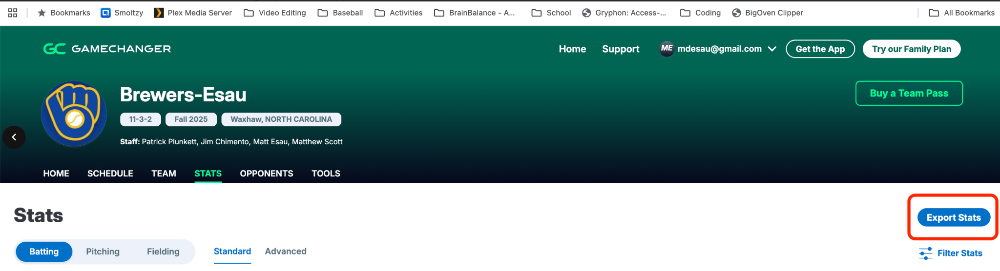 Bookmarks Smoltzy Plex Media Server Video Editing Baseball Activities BrainBalance - A... School Gryphon: Access-... Coding BigOven Clipper All Bookmarks
GC GAMECHANGER Home Support ME mdesau@gmail.com Get the App Try our Family Plan
Brewers-Esau Buy a Team Pass
11-3-2 Fall 2025 Waxhaw, NORTH CAROLINA
Staff: Patrick Plunkett, Jim Chimento, Matt Esau, Matthew Scott
HOME SCHEDULE TEAM STATS OPPONENTS TOOLS
Stats Export Stats
Batting Pitching Fielding Standard Advanced Filter Stats